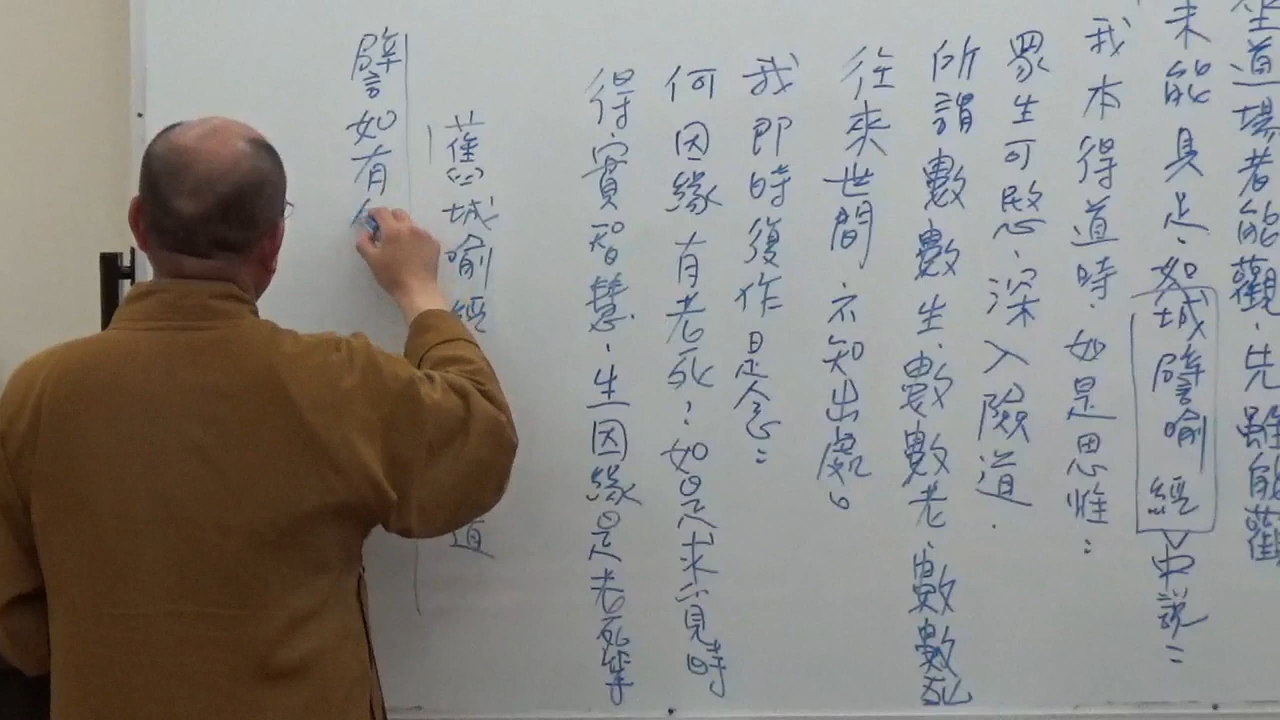 坐道場者能觀，先雖能觀
未能具足，如城譬喻經中說：
我本得道時，如是思惟：
眾生可愍，深入險道，
所謂數數生，數數老，數數死
往來世間，不知出處。
我即時復作是念：
何因緣有老死？如是求覓時
得實智慧，生因緣是老死等
舊城喻經 道
譬如有